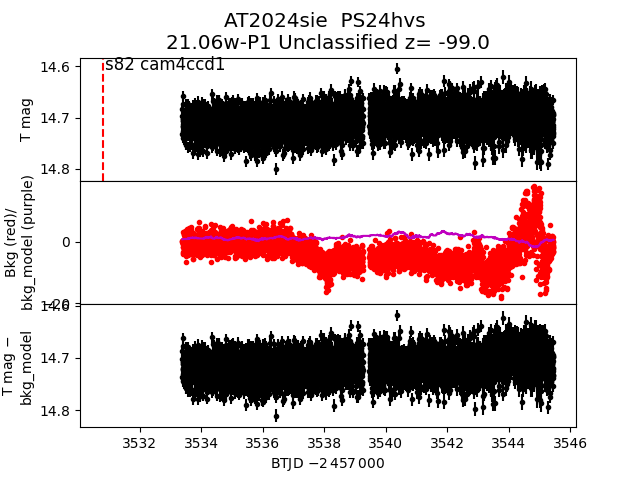 AT2024sie  PS24hvs
21.06w-P1 Unclassified z= -99.0
s82 cam4ccd1
14.6
14.7
14.8
T mag
0
Bkg (red)/
bkg_model (purple)
14.7
14.8
T mag −
bkg_model
3532 3534 3536 3538 3540 3542 3544 3546
BTJD −2 457 000